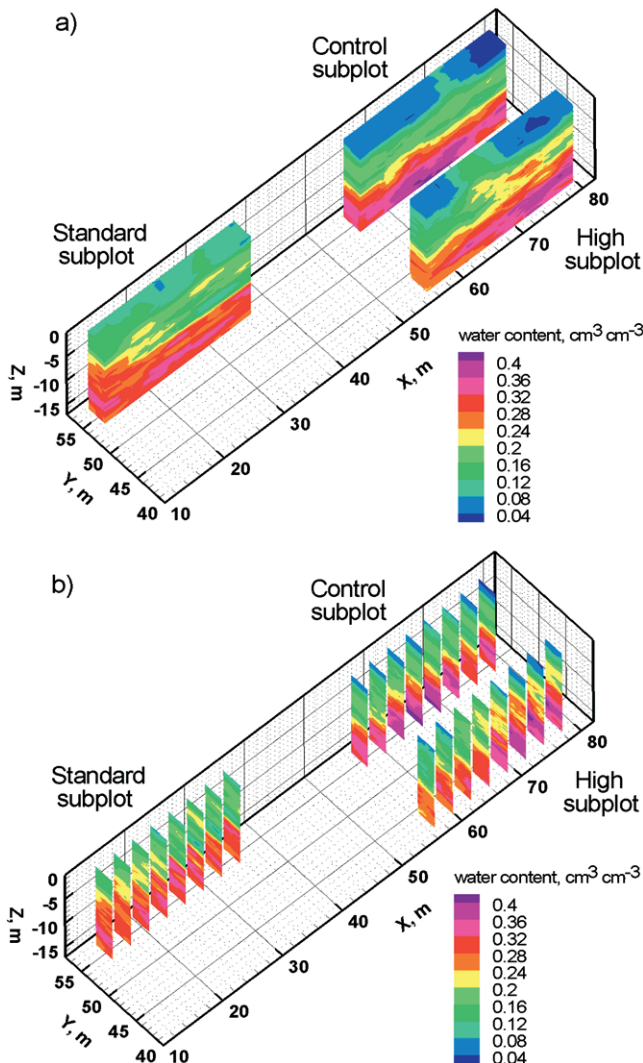 a)
Control
subplot
Standard
subplot
High
subplot
80
70
60
50
40
30
20
10
X, m
0
-5
-10
-15
Z, m
55
50
45
40
Y, m
water content, cm³ cm⁻³
0.4
0.36
0.32
0.28
0.24
0.2
0.16
0.12
0.08
0.04
b)
Control
subplot
Standard
subplot
High
subplot
80
70
60
50
40
30
20
10
X, m
0
-5
-10
-15
Z, m
55
50
45
40
Y, m
water content, cm³ cm⁻³
0.4
0.36
0.32
0.28
0.24
0.2
0.16
0.12
0.08
0.04